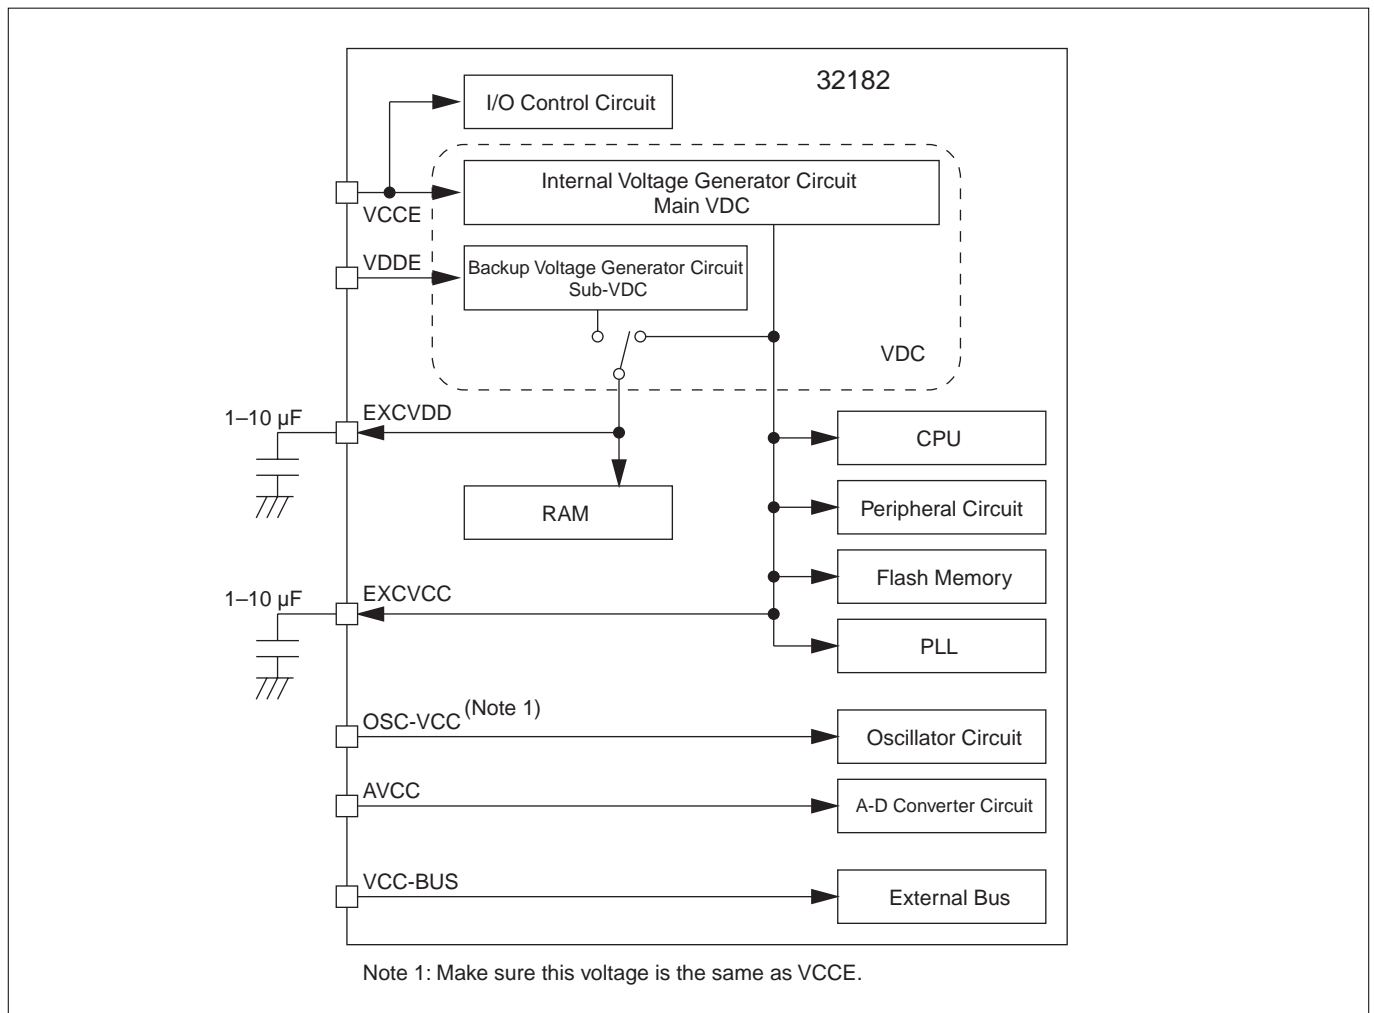 32182
I/O Control Circuit
Internal Voltage Generator Circuit
Main VDC
VCCE
VDDE
Backup Voltage Generator Circuit
Sub-VDC
VDC
1–10 µF
EXCVDD
CPU
RAM
Peripheral Circuit
Flash Memory
1–10 µF
EXCVCC
PLL
OSC-VCC (Note 1)
Oscillator Circuit
AVCC
A-D Converter Circuit
VCC-BUS
External Bus
Note 1: Make sure this voltage is the same as VCCE.